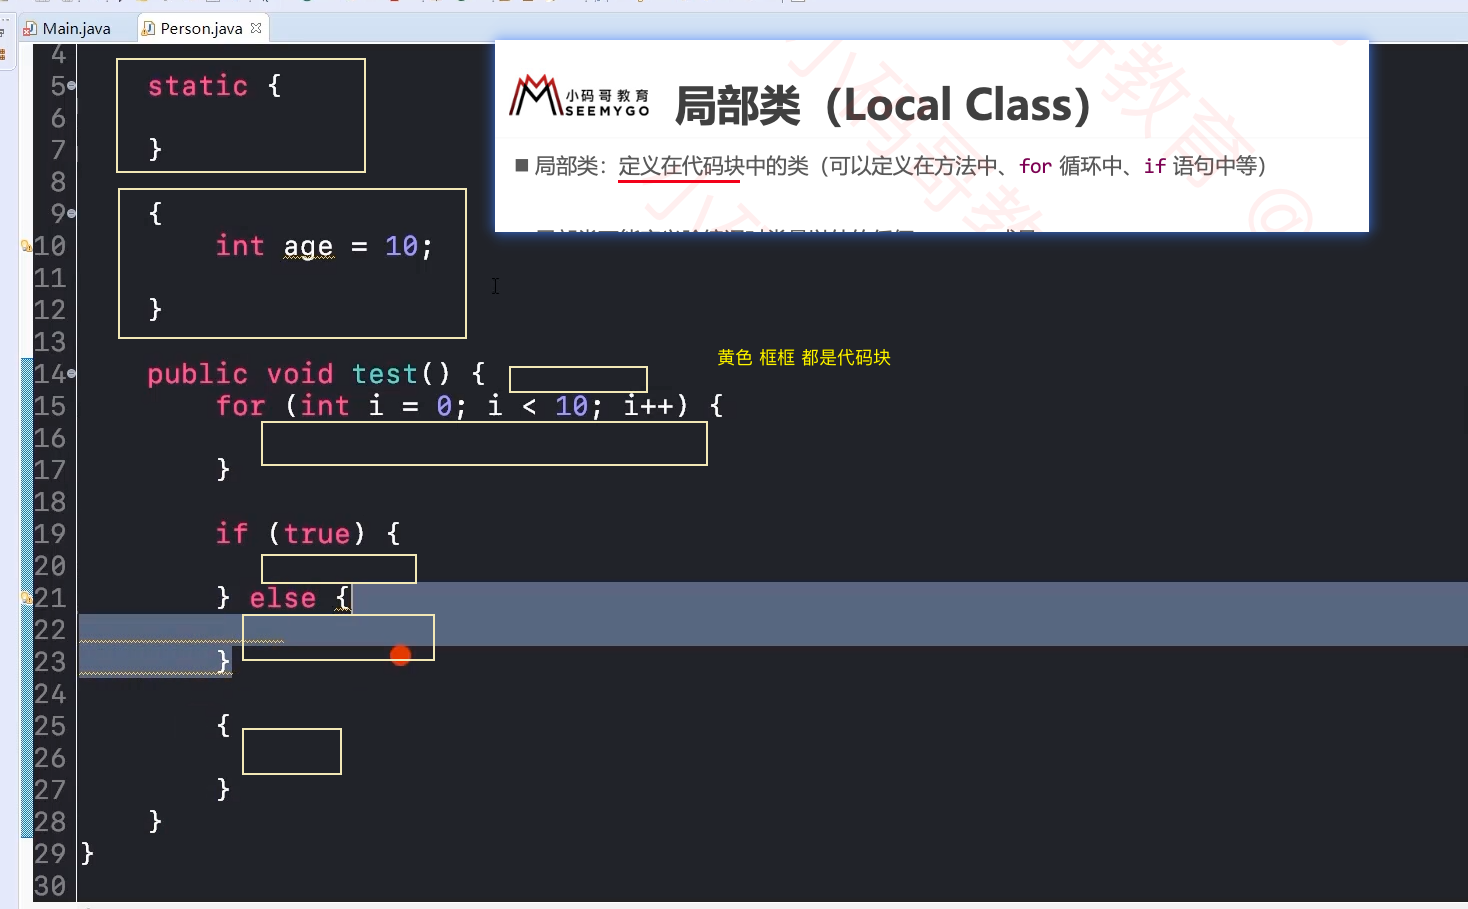 Main.java
Person.java
4
5 static {
6
7 }
8
9 {
10 int age = 10;
11
12 }
13
14 public void test() {
15 for (int i = 0; i < 10; i++) {
16
17 }
18
19 if (true) {
20
21 } else {
22
23 }
24
25 {
26
27 }
28 }
29 }
30
小码哥教育
SEEMYGO
局部类（Local Class）
■ 局部类：定义在代码块中的类（可以定义在方法中、for 循环中、if 语句中等）
黄色 框框 都是代码块